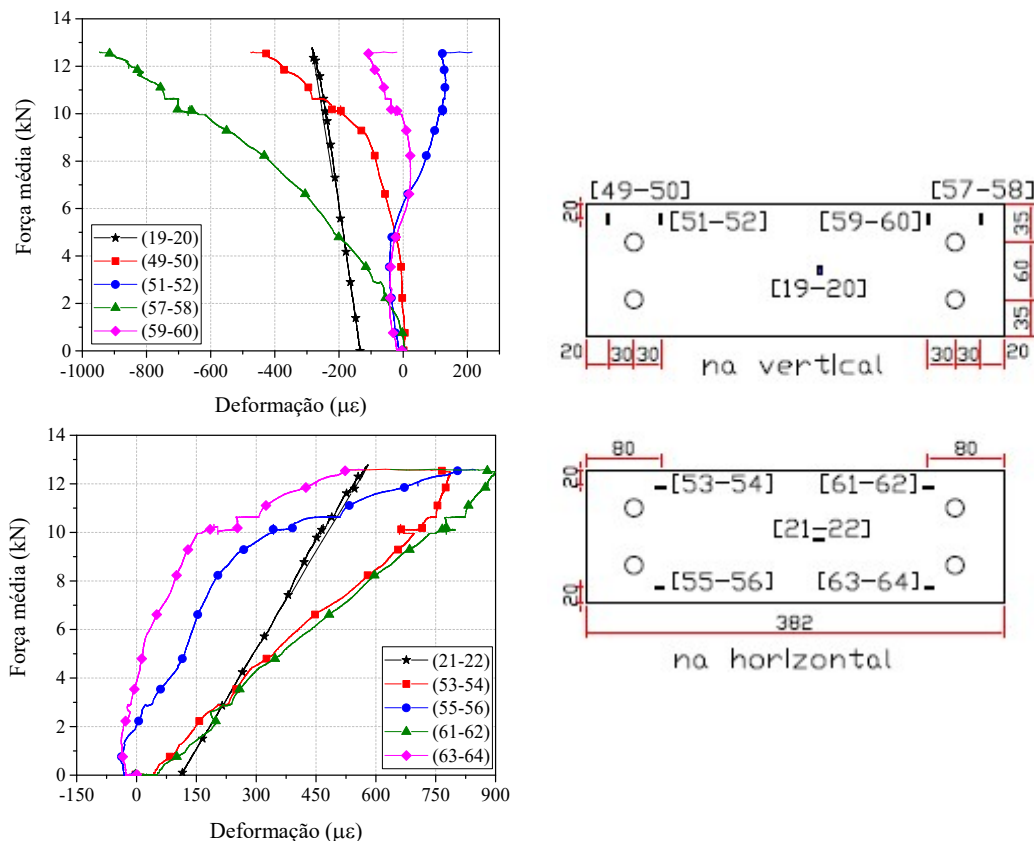 14
12
10
8
6
4
2
0
Força média (kN)
(19-20)
(49-50)
(51-52)
(57-58)
(59-60)
-1000 -800 -600 -400 -200 0 200
Deformação (με)
[49-50] [57-58]
20 [51-52] [59-60] 35
[19-20] 60
35
20 30 30 30 30 20
na vertical
14
12
10
8
6
4
2
0
Força média (kN)
(21-22)
(53-54)
(55-56)
(61-62)
(63-64)
-150 0 150 300 450 600 750 900
Deformação (με)
80 80
20 [53-54] [61-62]
[21-22]
20 [55-56] [63-64]
382
na horizontal